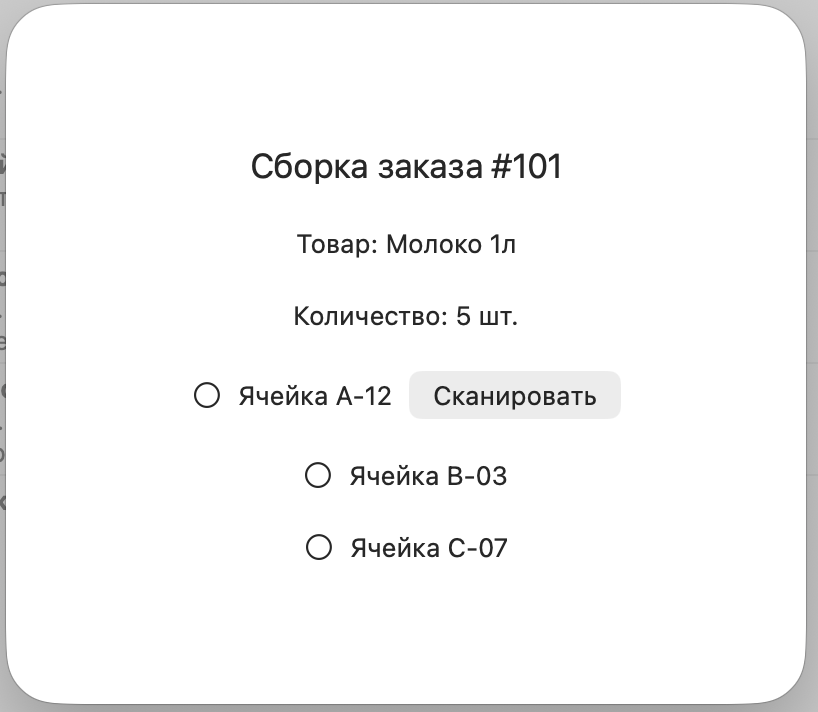 Сборка заказа #101
Товар: Молоко 1л
Количество: 5 шт.
Ячейка A-12 Сканировать
Ячейка B-03
Ячейка C-07